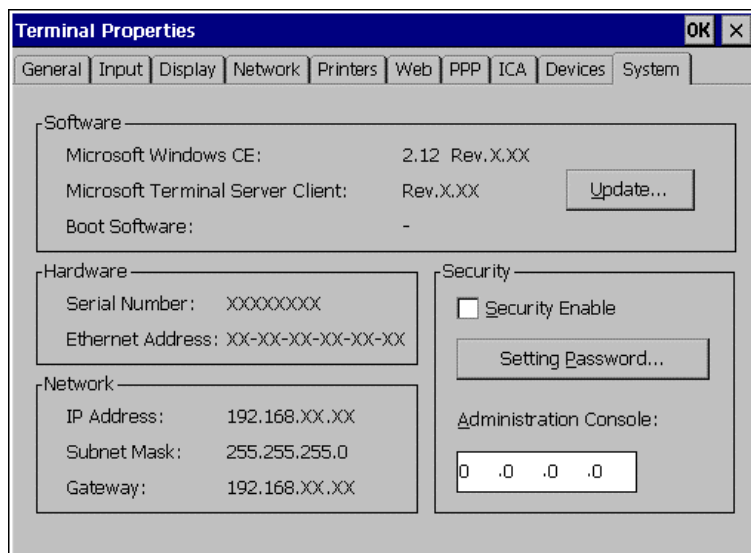 Terminal Properties OK ×
General Input Display Network Printers Web PPP ICA Devices System
Software
Microsoft Windows CE: 2.12 Rev.X.XX
Microsoft Terminal Server Client: Rev.X.XX
Update...
Boot Software: -
Hardware
Serial Number: XXXXXXXX
Ethernet Address: XX-XX-XX-XX-XX-XX
Network
IP Address: 192.168.XX.XX
Subnet Mask: 255.255.255.0
Gateway: 192.168.XX.XX
Security
Security Enable
Setting Password...
Administration Console:
0 .0 .0 .0